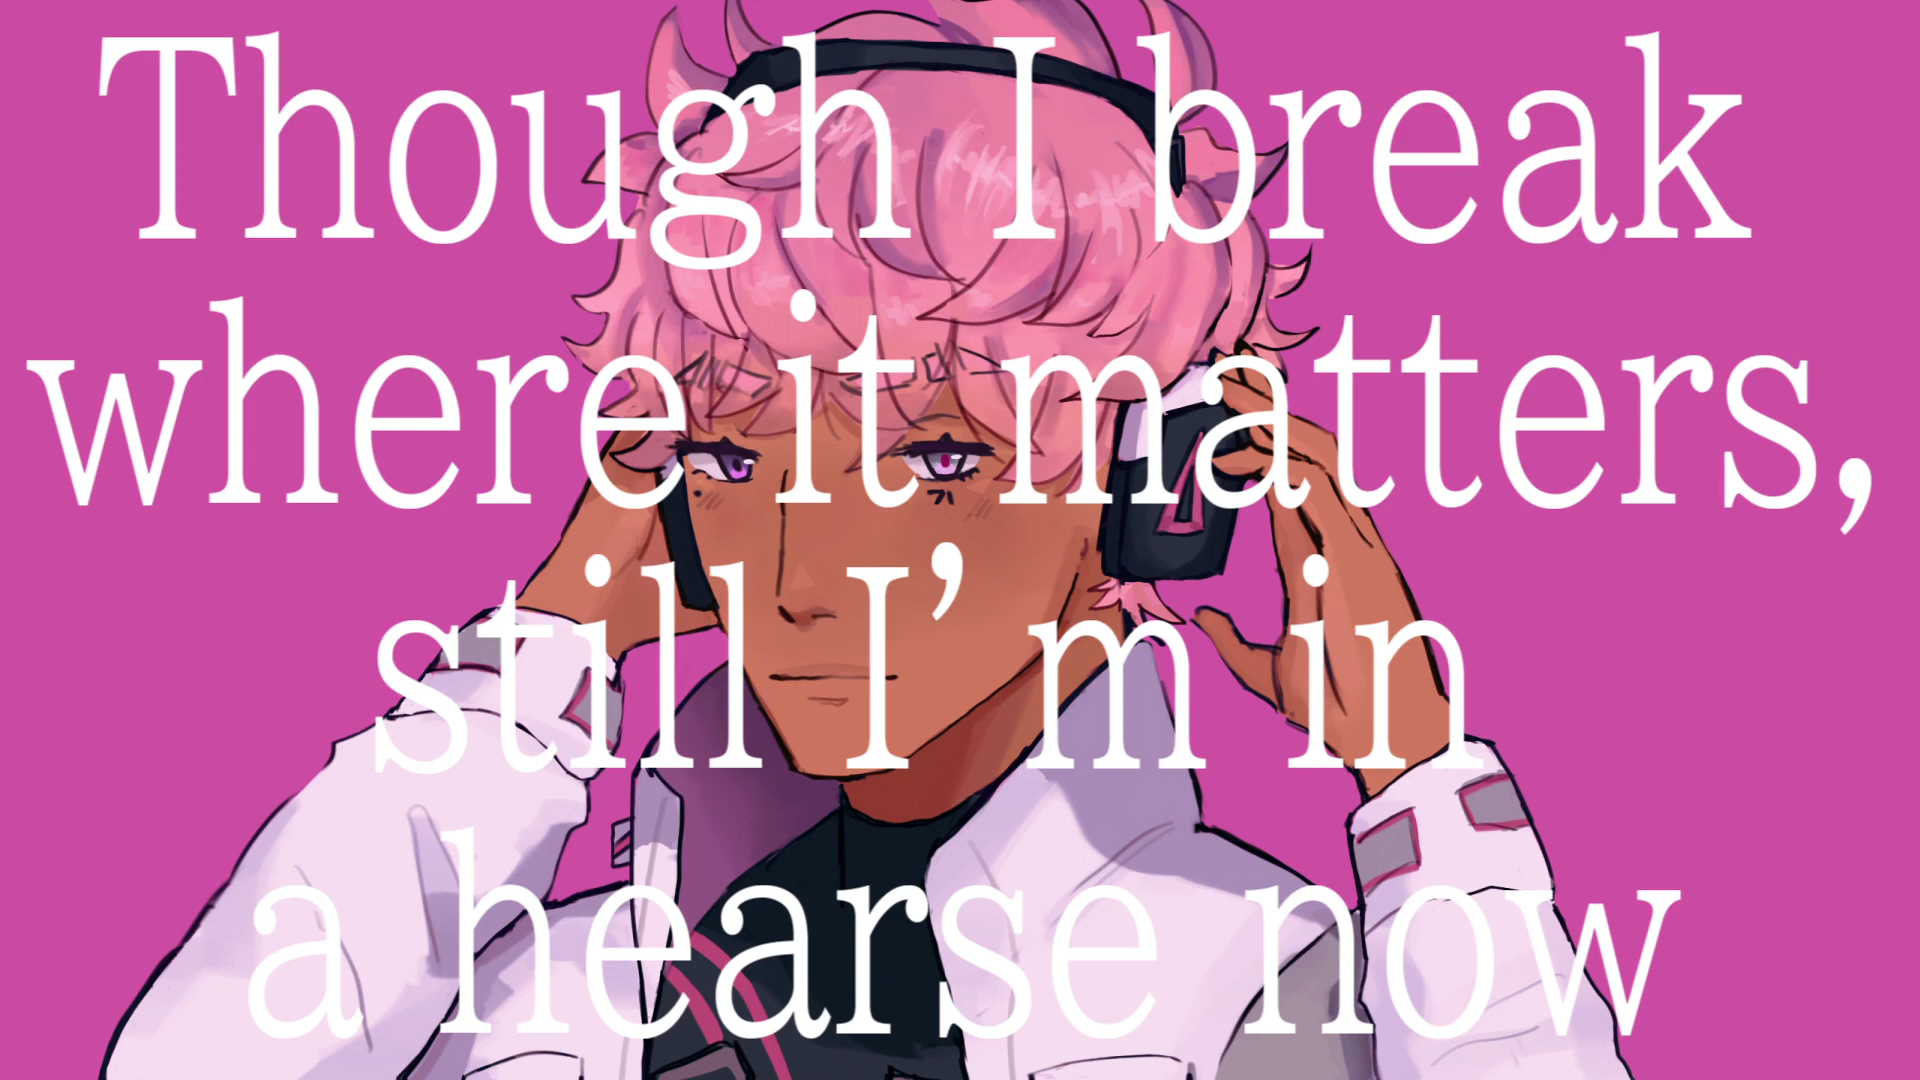 Though I break
where it matters,
still I’m in
a hearse now